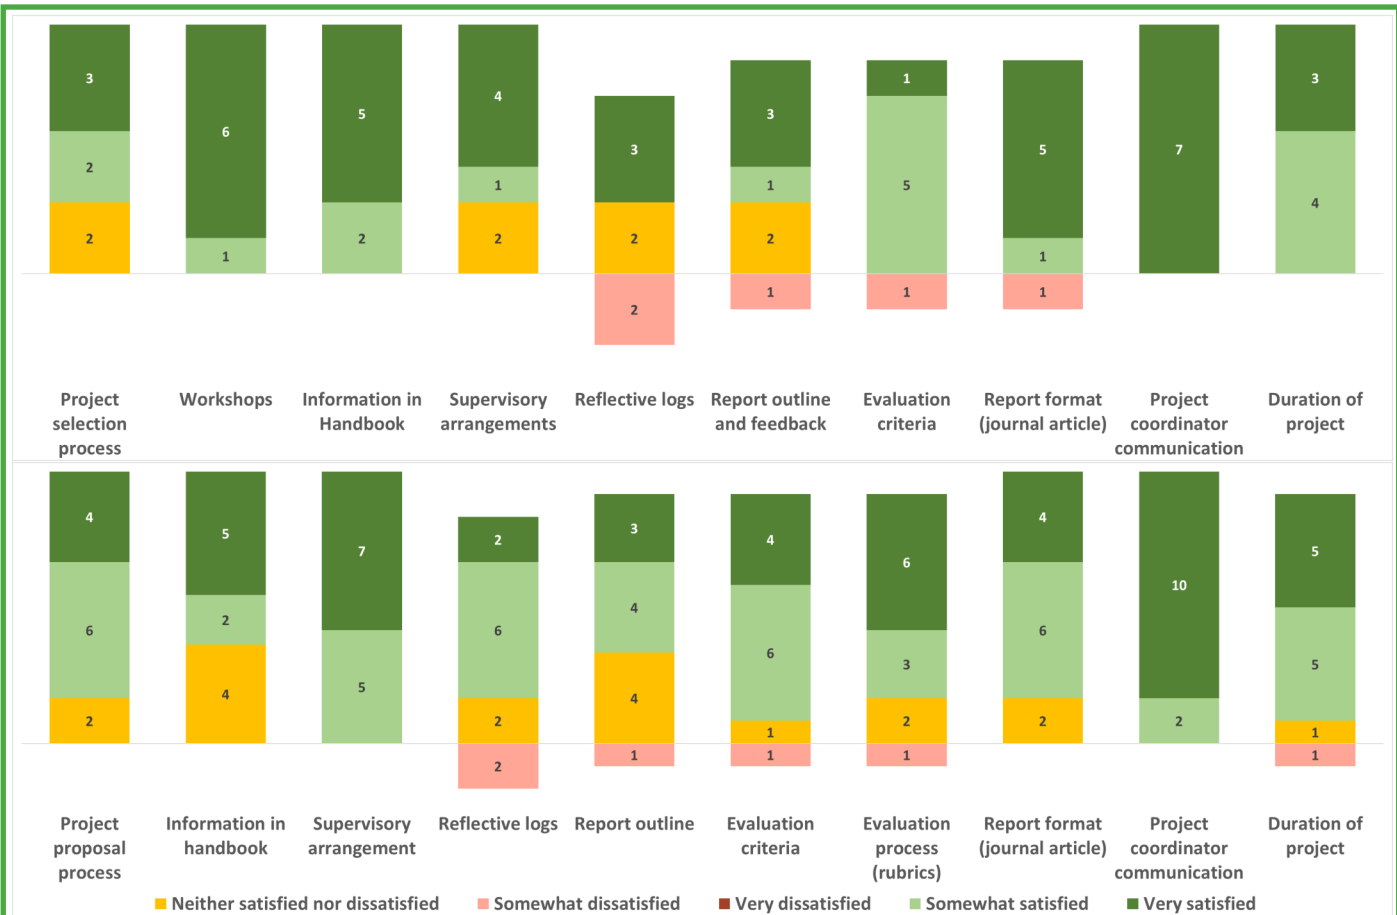 3 6 5 4 3 3 1 5 7 3
2 1 2 1 2 1 5 1 4
2 2 2 2 1 1 1
Project selection process
Workshops
Information in Handbook
Supervisory arrangements
Reflective logs
Report outline and feedback
Evaluation criteria
Report format (journal article)
Project coordinator communication
Duration of project
4 5 7 2 3 4 6 4 10 5
6 2 5 6 4 6 3 6 2 5
2 4 2 4 1 2 2 1
2 1 1 1 1
Project proposal process
Information in handbook
Supervisory arrangement
Reflective logs
Report outline
Evaluation criteria
Evaluation process (rubrics)
Report format (journal article)
Project coordinator communication
Duration of project
Neither satisfied nor dissatisfied
Somewhat dissatisfied
Very dissatisfied
Somewhat satisfied
Very satisfied